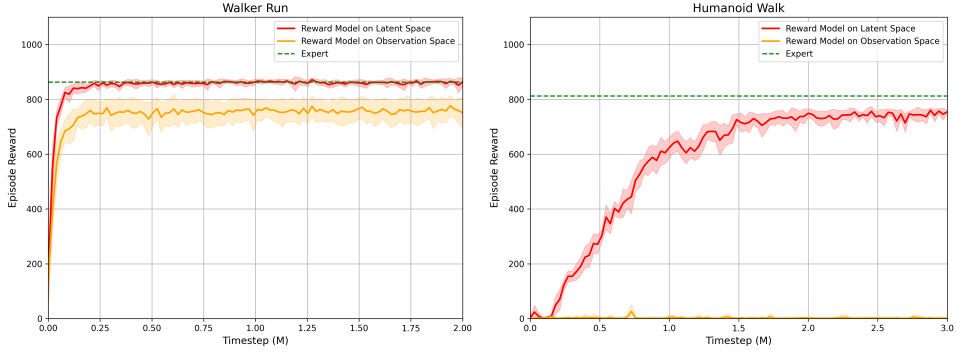 Walker Run
Episode Reward
1000
800
600
400
200
0
0.00 0.25 0.50 0.75 1.00 1.25 1.50 1.75 2.00
Timestep (M)
Reward Model on Latent Space
Reward Model on Observation Space
Expert
Humanoid Walk
Episode Reward
1000
800
600
400
200
0
0.0 0.5 1.0 1.5 2.0 2.5 3.0
Timestep (M)
Reward Model on Latent Space
Reward Model on Observation Space
Expert